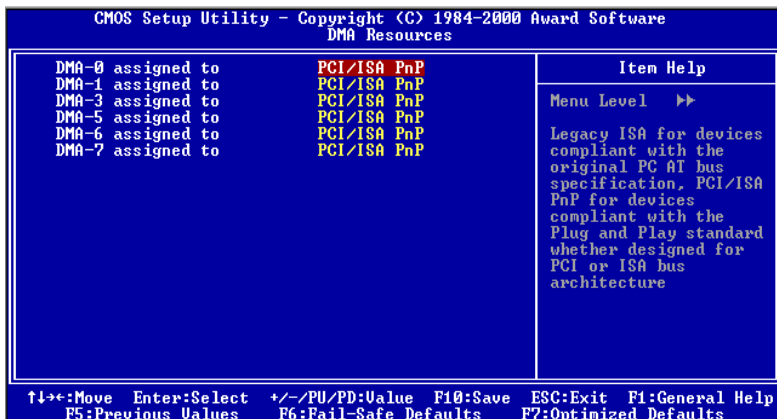 CMOS Setup Utility - Copyright (C) 1984-2000 Award Software
DMA Resources
DMA-0 assigned to PCI/ISA PnP
DMA-1 assigned to PCI/ISA PnP
DMA-3 assigned to PCI/ISA PnP
DMA-5 assigned to PCI/ISA PnP
DMA-6 assigned to PCI/ISA PnP
DMA-7 assigned to PCI/ISA PnP
Item Help
Menu Level ▸▸
Legacy ISA for devices
compliant with the
original PC AT bus
specification, PCI/ISA
PnP for devices
compliant with the
Plug and Play standard
whether designed for
PCI or ISA bus
architecture
↑↓→←:Move Enter:Select +/-/PU/PD:Value F10:Save ESC:Exit F1:General Help
F5:Previous Values F6:Fail-Safe Defaults F7:Optimized Defaults